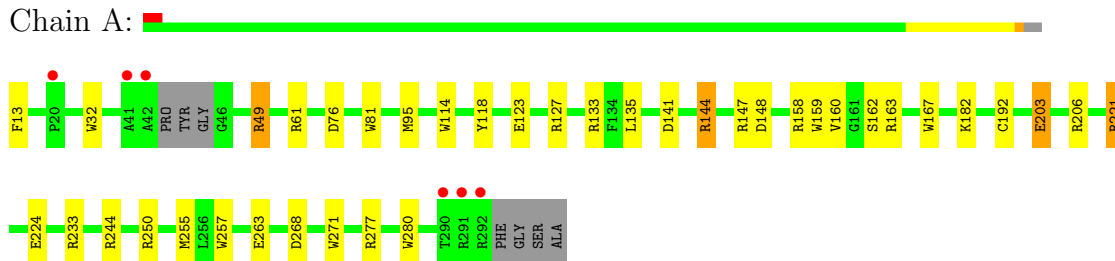 Chain A:
F13 P20 W32 A41 A42 PRO TYR GLY G46 R49 R61 D76 W81 M95 W114 Y118 E123 R127 R133 F134 L135 D141 R144 R147 D148 R158 W159 V160 G161 S162 R163 W167 K182 C192 E203 R206
E224 R233 R244 R250 M255 L256 W257 E263 D268 W271 R277 W280 T290 R291 R292 PHE GLY SER ALA